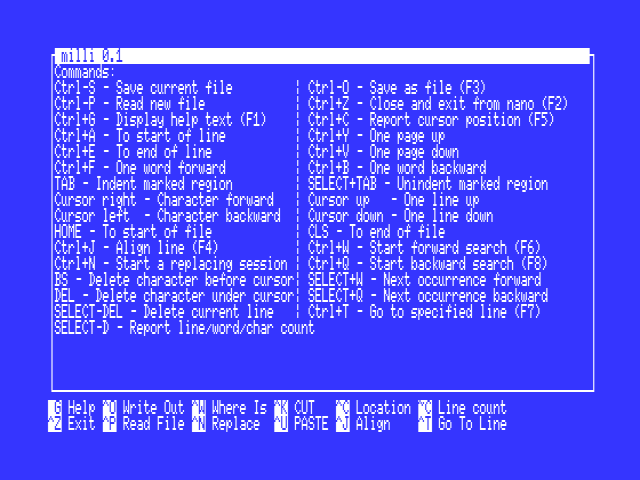 milli 0.1
Commands:
Ctrl-S - Save current file ¦ Ctrl-O - Save as file (F3)
Ctrl-P - Read new file ¦ Ctrl+Z - Close and exit from nano (F2)
Ctrl+G - Display help text (F1) ¦ Ctrl+C - Report cursor position (F5)
Ctrl+A - To start of line ¦ Ctrl+Y - One page up
Ctrl+E - To end of line ¦ Ctrl+V - One page down
Ctrl+F - One word forward ¦ Ctrl+B - One word backward
TAB - Indent marked region ¦ SELECT+TAB - Unindent marked region
Cursor right - Character forward ¦ Cursor up - One line up
Cursor left - Character backward ¦ Cursor down - One line down
HOME - To start of file ¦ CLS - To end of file
Ctrl+J - Align line (F4) ¦ Ctrl+W - Start forward search (F6)
Ctrl+N - Start a replacing session ¦ Ctrl+Q - Start backward search (F8)
BS - Delete character before cursor¦ SELECT+W - Next occurrence forward
DEL - Delete character under cursor¦ SELECT+Q - Next occurrence backward
SELECT-DEL - Delete current line ¦ Ctrl+T - Go to specified line (F7)
SELECT-D - Report line/word/char count
^G Help ^O Write Out ^W Where Is ^K CUT ^C Location ^C Line count
^Z Exit ^P Read File ^N Replace ^U PASTE ^J Align ^T Go To Line